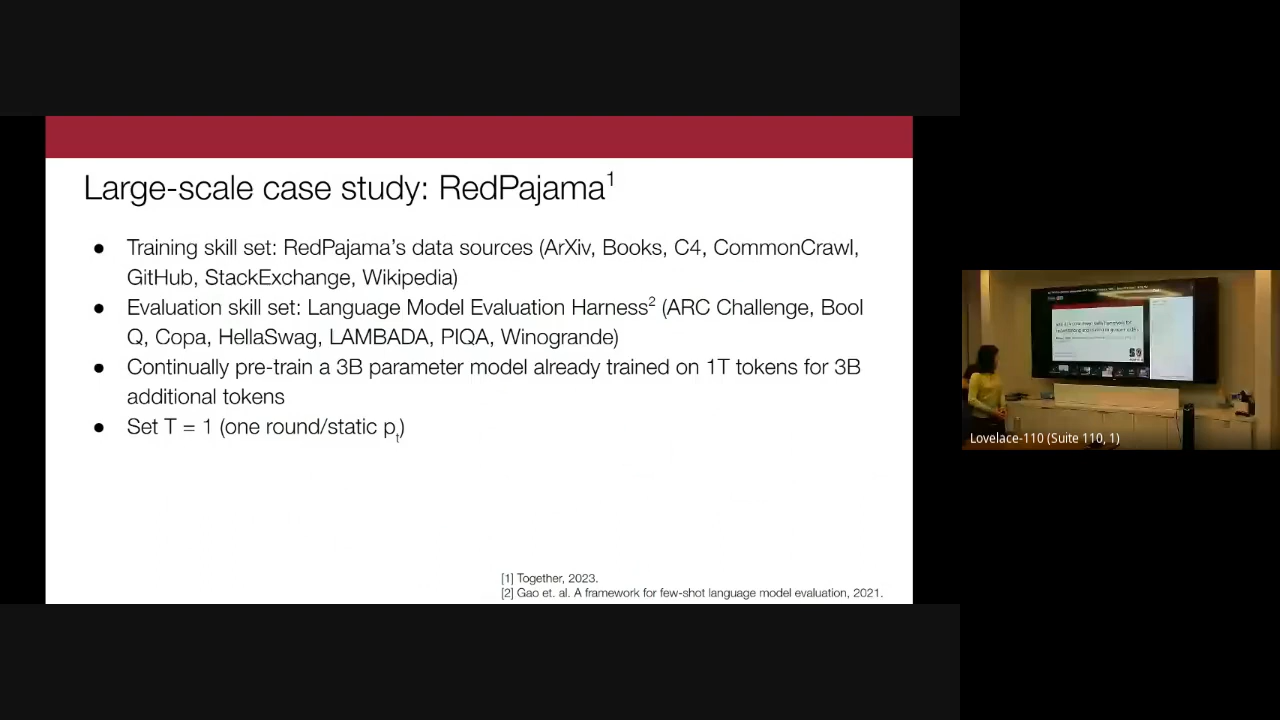 Large-scale case study: RedPajama¹
● Training skill set: RedPajama's data sources (ArXiv, Books, C4, CommonCrawl,
GitHub, StackExchange, Wikipedia)
● Evaluation skill set: Language Model Evaluation Harness² (ARC Challenge, Bool
Q, Copa, HellaSwag, LAMBADA, PIQA, Winogrande)
● Continually pre-train a 3B parameter model already trained on 1T tokens for 3B
additional tokens
● Set T = 1 (one round/static pₜ)
[1] Together, 2023.
[2] Gao et. al. A framework for few-shot language model evaluation, 2021.
Lovelace-110 (Suite 110, 1)